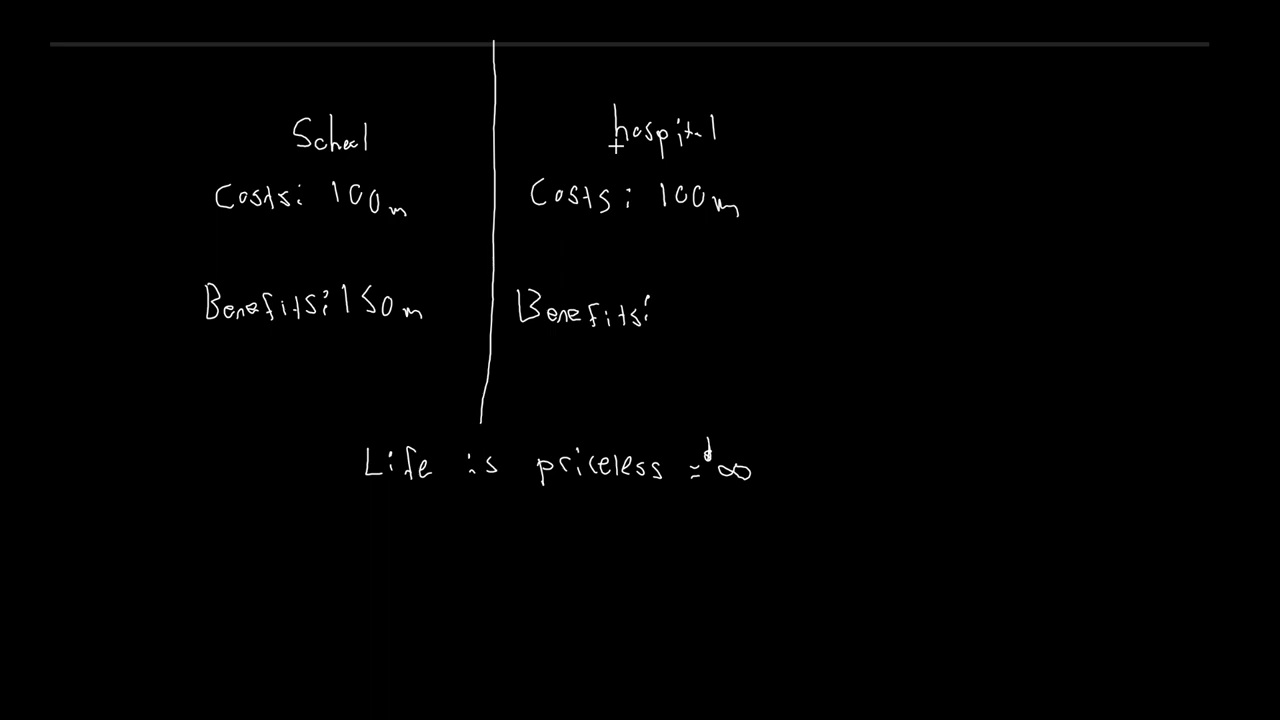 School
Costs: 100m
Benefits: 150m
hospital
Costs: 100m
Benefits:
Life is priceless = ∞